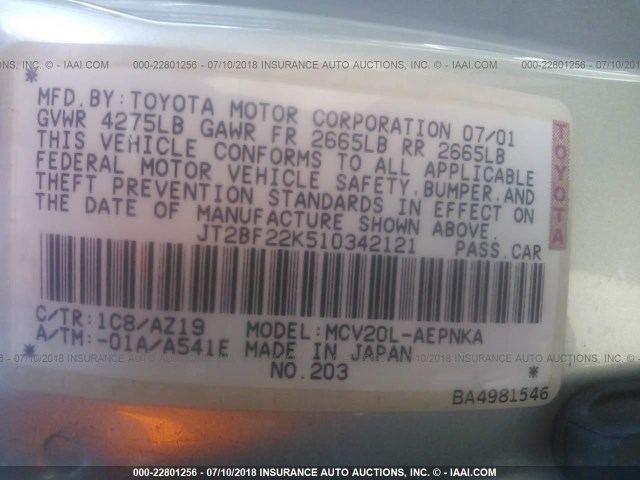 000-22801256 - 07/10/2018 - INSURANCE AUTO AUCTIONS, INC. - IAAI.COM
* MFD.BY:TOYOTA MOTOR CORPORATION 07/01
GVWR 4275LB GAWR FR 2665LB RR 2665LB
THIS VEHICLE CONFORMS TO ALL APPLICABLE
FEDERAL MOTOR VEHICLE SAFETY,BUMPER,AND
THEFT PREVENTION STANDARDS IN EFFECT ON
THE DATE OF MANUFACTURE SHOWN ABOVE.
JT2BF22K510342121 PASS.CAR
TOYOTA
C/TR:1C8/AZ19 MODEL:MCV20L-AEPNKA
A/TM:-01A/A541E MADE IN JAPAN
* NO.203 *
BA4981546
000-22801256 - 07/10/2018 - INSURANCE AUTO AUCTIONS, INC. - IAAI.COM